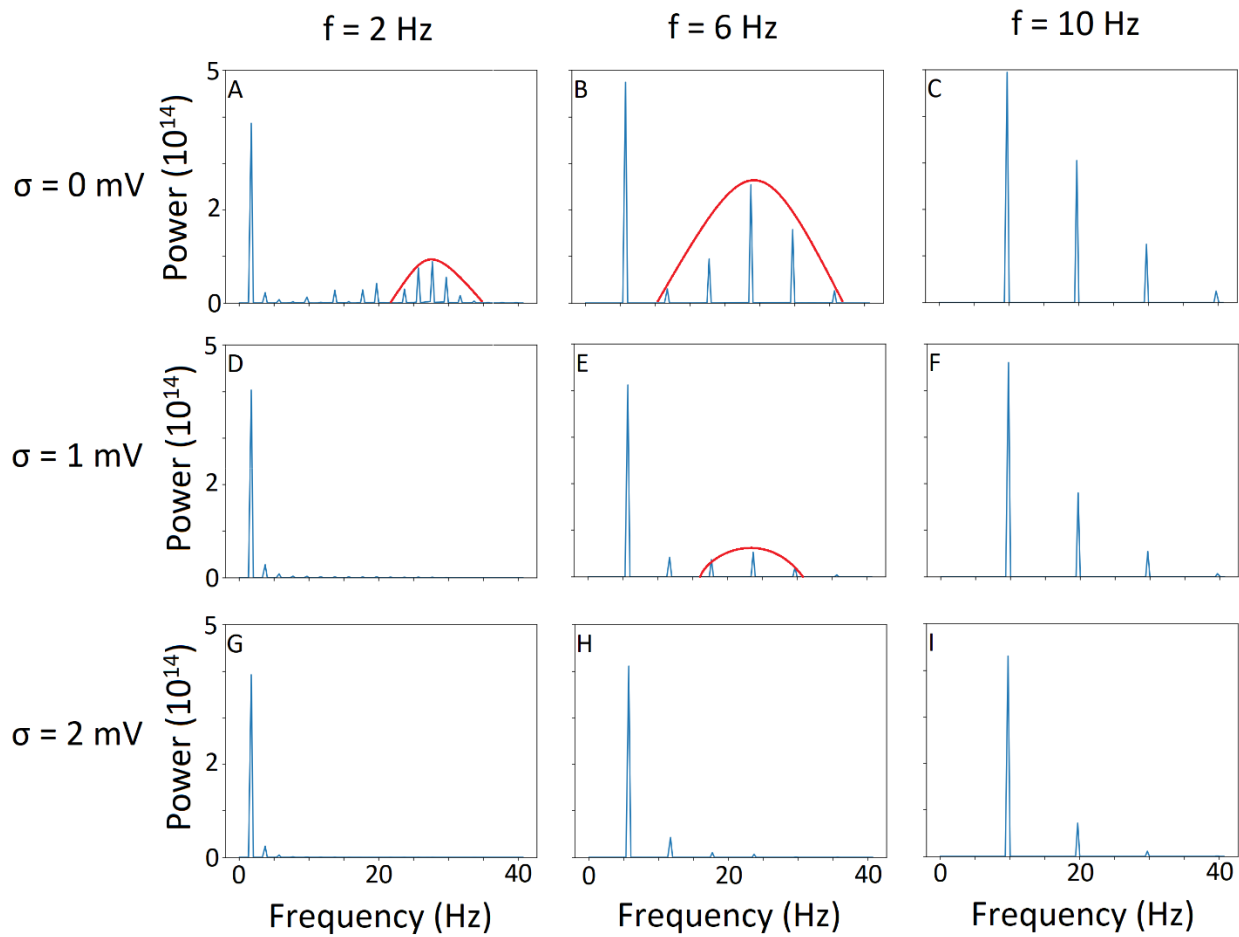 f = 2 Hz
f = 6 Hz
f = 10 Hz
σ = 0 mV
Power (10¹⁴)
5
2
0
A
B
C
σ = 1 mV
Power (10¹⁴)
5
2
0
D
E
F
σ = 2 mV
Power (10¹⁴)
5
2
0
G
H
I
0 20 40
0 20 40
0 20 40
Frequency (Hz)
Frequency (Hz)
Frequency (Hz)